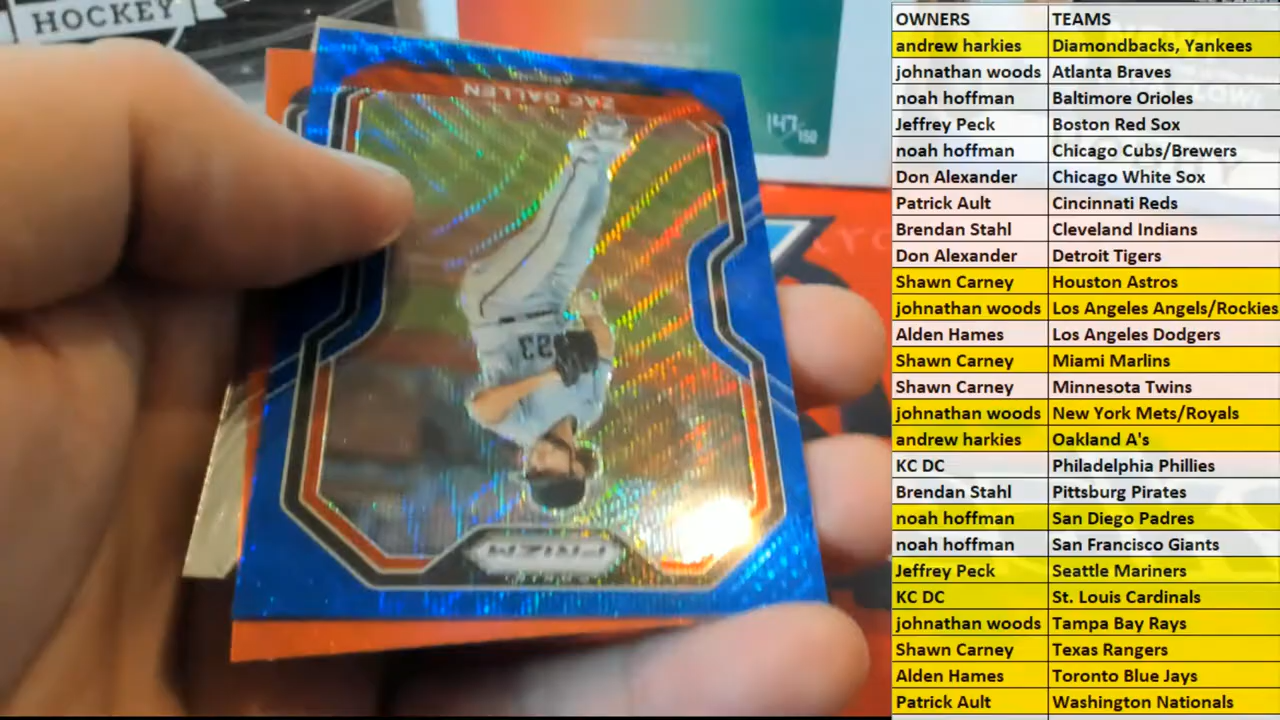 HOCKEY
ZAC GALLEN
147/150
23
PRIZM
OWNERS TEAMS
andrew harkies Diamondbacks, Yankees
johnathan woods Atlanta Braves
noah hoffman Baltimore Orioles
Jeffrey Peck Boston Red Sox
noah hoffman Chicago Cubs/Brewers
Don Alexander Chicago White Sox
Patrick Ault Cincinnati Reds
Brendan Stahl Cleveland Indians
Don Alexander Detroit Tigers
Shawn Carney Houston Astros
johnathan woods Los Angeles Angels/Rockies
Alden Hames Los Angeles Dodgers
Shawn Carney Miami Marlins
Shawn Carney Minnesota Twins
johnathan woods New York Mets/Royals
andrew harkies Oakland A's
KC DC Philadelphia Phillies
Brendan Stahl Pittsburg Pirates
noah hoffman San Diego Padres
noah hoffman San Francisco Giants
Jeffrey Peck Seattle Mariners
KC DC St. Louis Cardinals
johnathan woods Tampa Bay Rays
Shawn Carney Texas Rangers
Alden Hames Toronto Blue Jays
Patrick Ault Washington Nationals